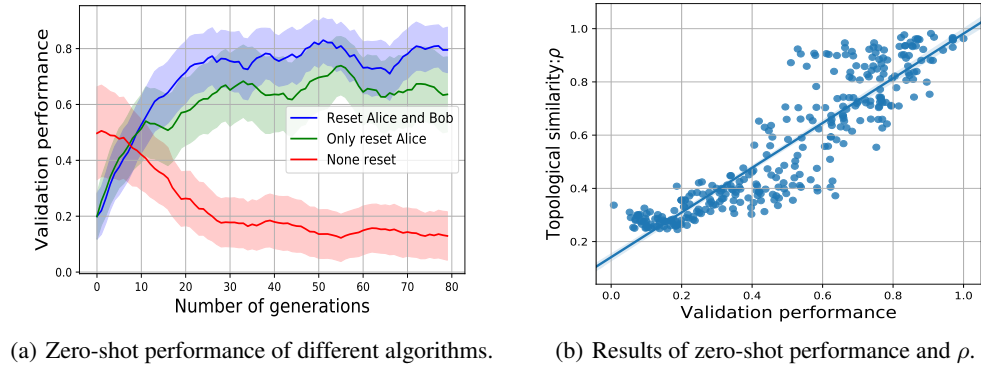 Validation performance
0.8
0.6
0.4
0.2
0.0
Reset Alice and Bob
Only reset Alice
None reset
0 10 20 30 40 50 60 70 80
Number of generations
(a) Zero-shot performance of different algorithms.
Topological similarity:ρ
1.0
0.8
0.6
0.4
0.2
0.0 0.2 0.4 0.6 0.8 1.0
Validation performance
(b) Results of zero-shot performance and ρ.